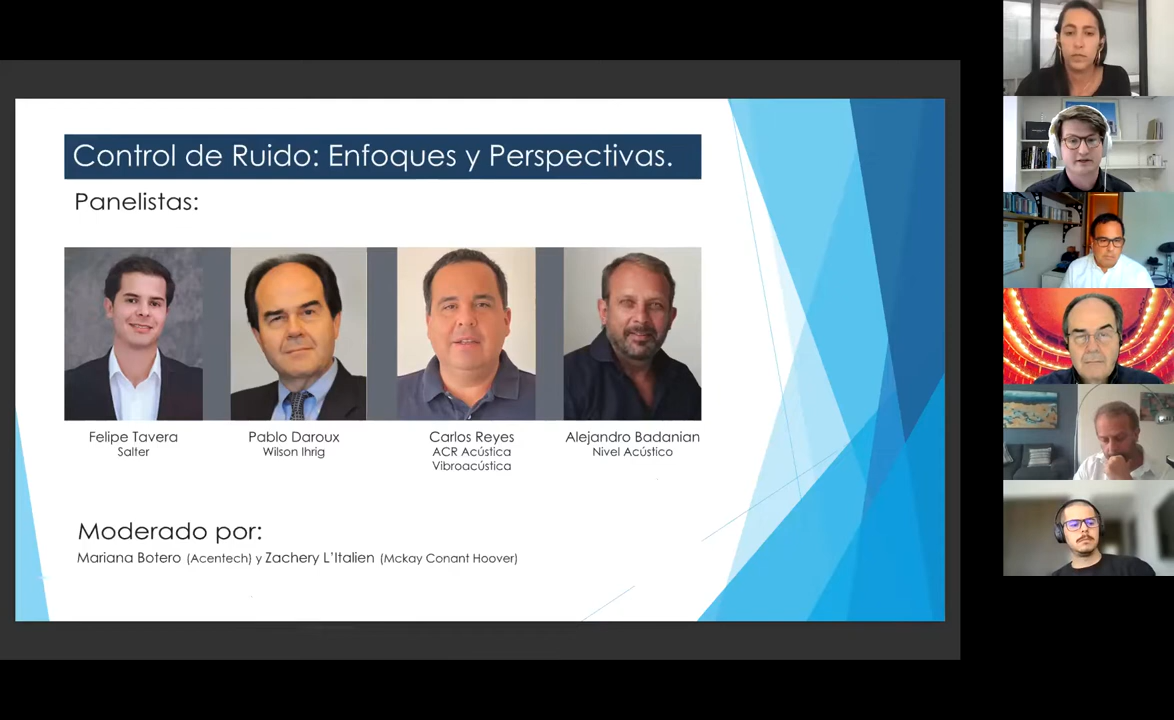 Control de Ruido: Enfoques y Perspectivas.
Panelistas:
Felipe Tavera
Salter
Pablo Daroux
Wilson Ihrig
Carlos Reyes
ACR Acústica
Vibroacústica
Alejandro Badanian
Nivel Acústico
Moderado por:
Mariana Botero (Acentech) y Zachery L'Italien (Mckay Conant Hoover)